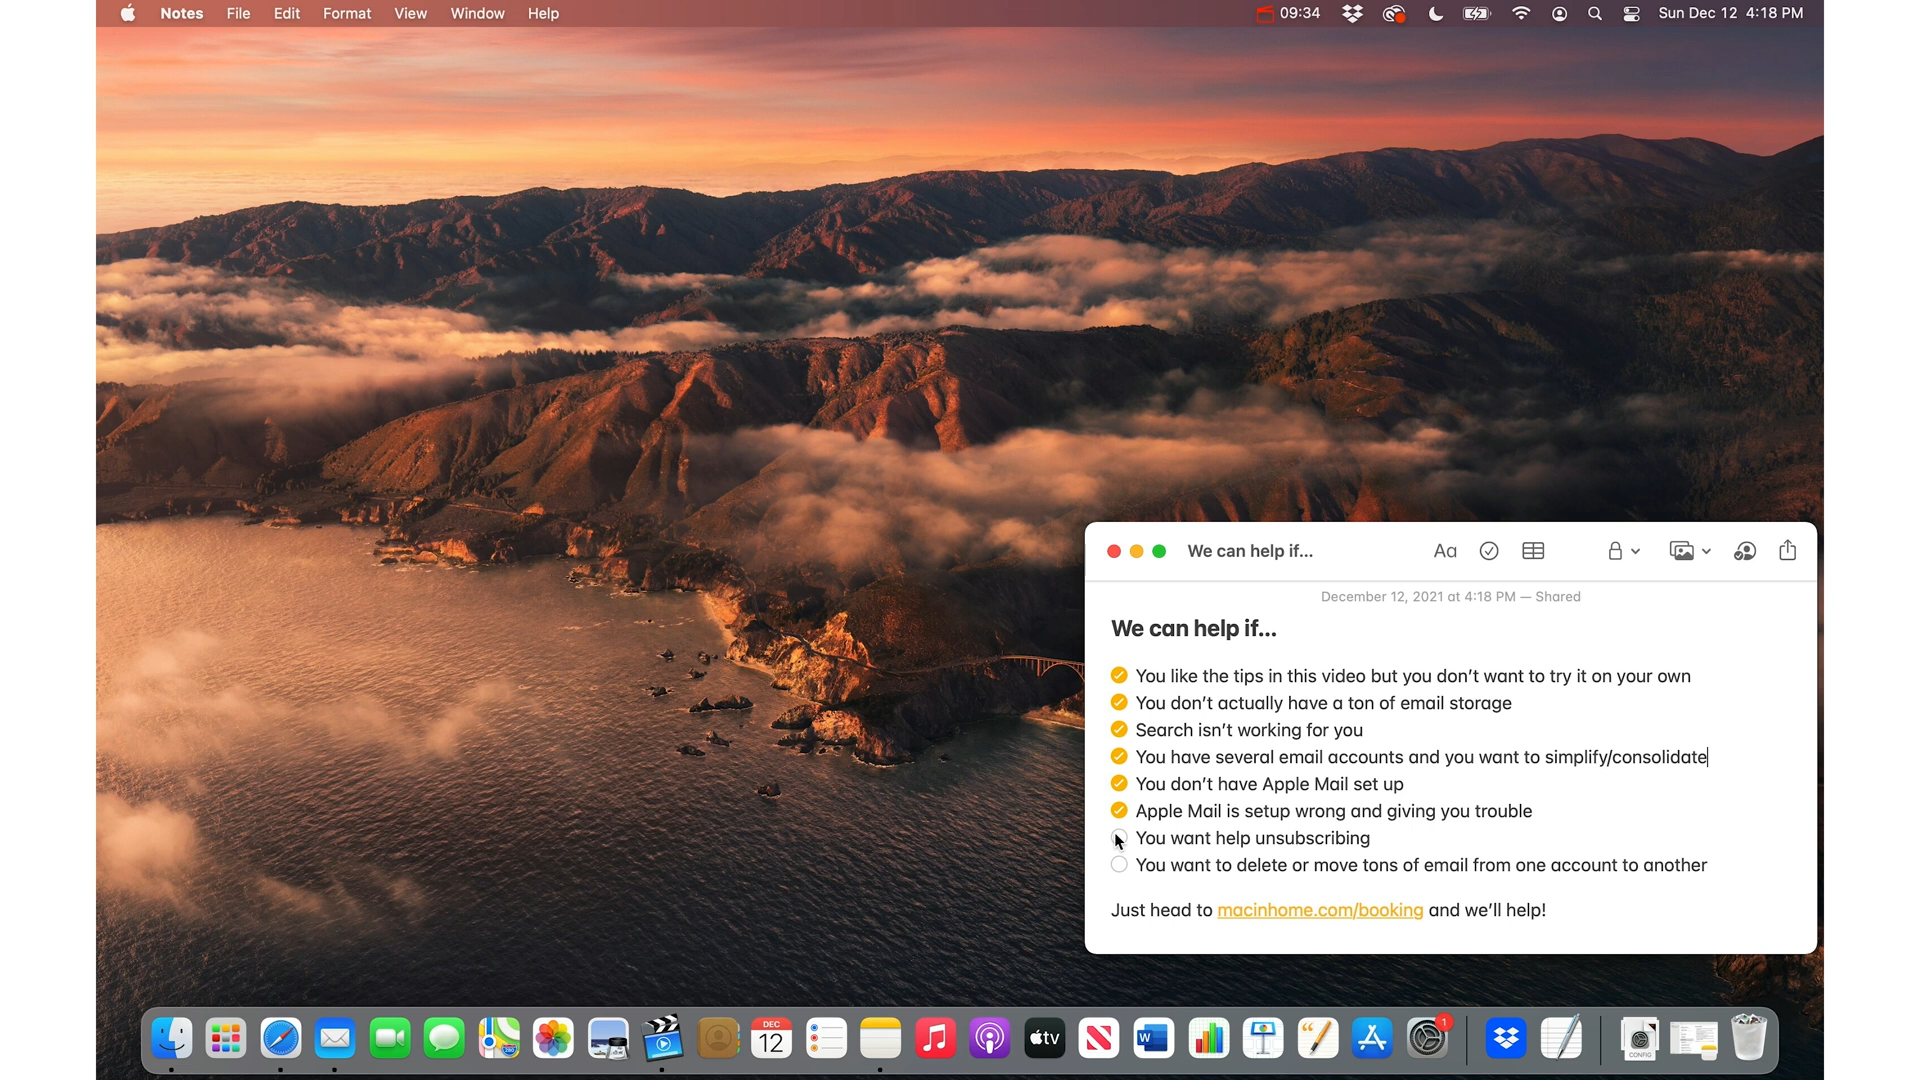 Notes File Edit Format View Window Help 09:34 Sun Dec 12 4:18 PM
We can help if...
Aa
December 12, 2021 at 4:18 PM — Shared
We can help if...
You like the tips in this video but you don't want to try it on your own
You don't actually have a ton of email storage
Search isn't working for you
You have several email accounts and you want to simplify/consolidate
You don't have Apple Mail set up
Apple Mail is setup wrong and giving you trouble
You want help unsubscribing
You want to delete or move tons of email from one account to another
Just head to macinhome.com/booking and we'll help!
DEC
12
tv
W
1
CONFIG